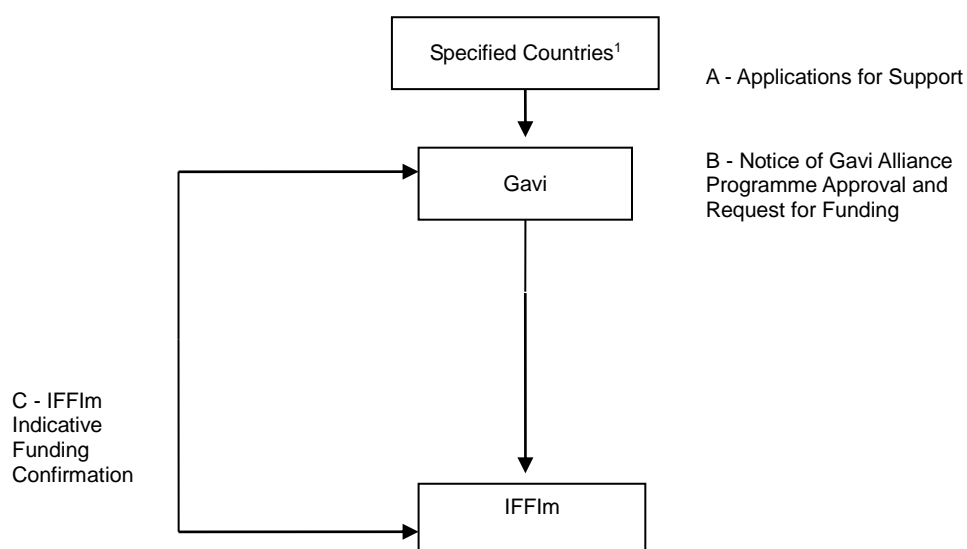 Specified Countries¹
A - Applications for Support
Gavi
B - Notice of Gavi Alliance
Programme Approval and
Request for Funding
C - IFFIm
Indicative
Funding
Confirmation
IFFIm